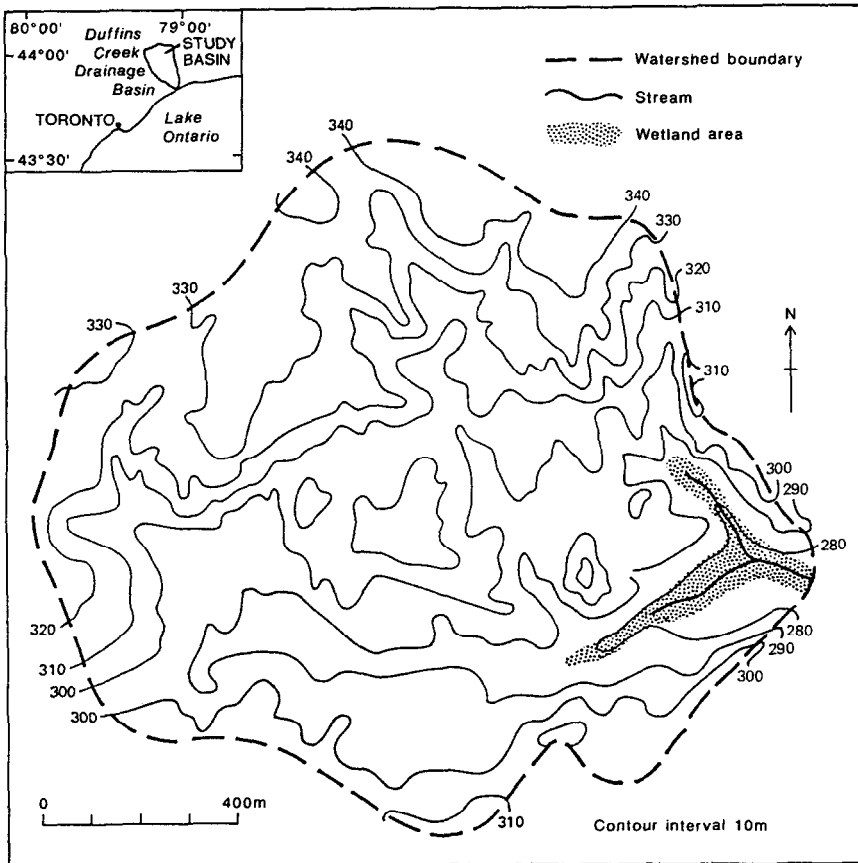 80°00'
79°00'
44°00'
Duffins
Creek
Drainage
Basin
STUDY
BASIN
TORONTO
Lake
Ontario
43°30'
Watershed boundary
Stream
Wetland area
340
340
340
330
320
310
330
330
N
310
300
290
280
320
310
300
300
280
290
300
310
0
400m
Contour interval 10m